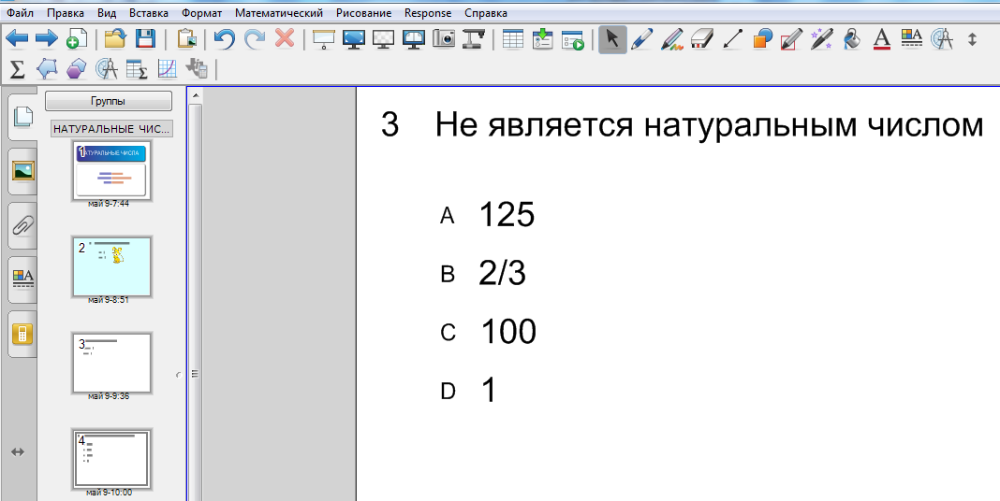 Файл Правка Вид Вставка Формат Математический Рисование Response Справка
Группы
НАТУРАЛЬНЫЕ ЧИС...
1
НАТУРАЛЬНЫЕ ЧИСЛА
май 9-7:44
2
май 9-8:51
3
май 9-9:36
4
май 9-10:00
3 Не является натуральным числом
A 125
B 2/3
C 100
D 1